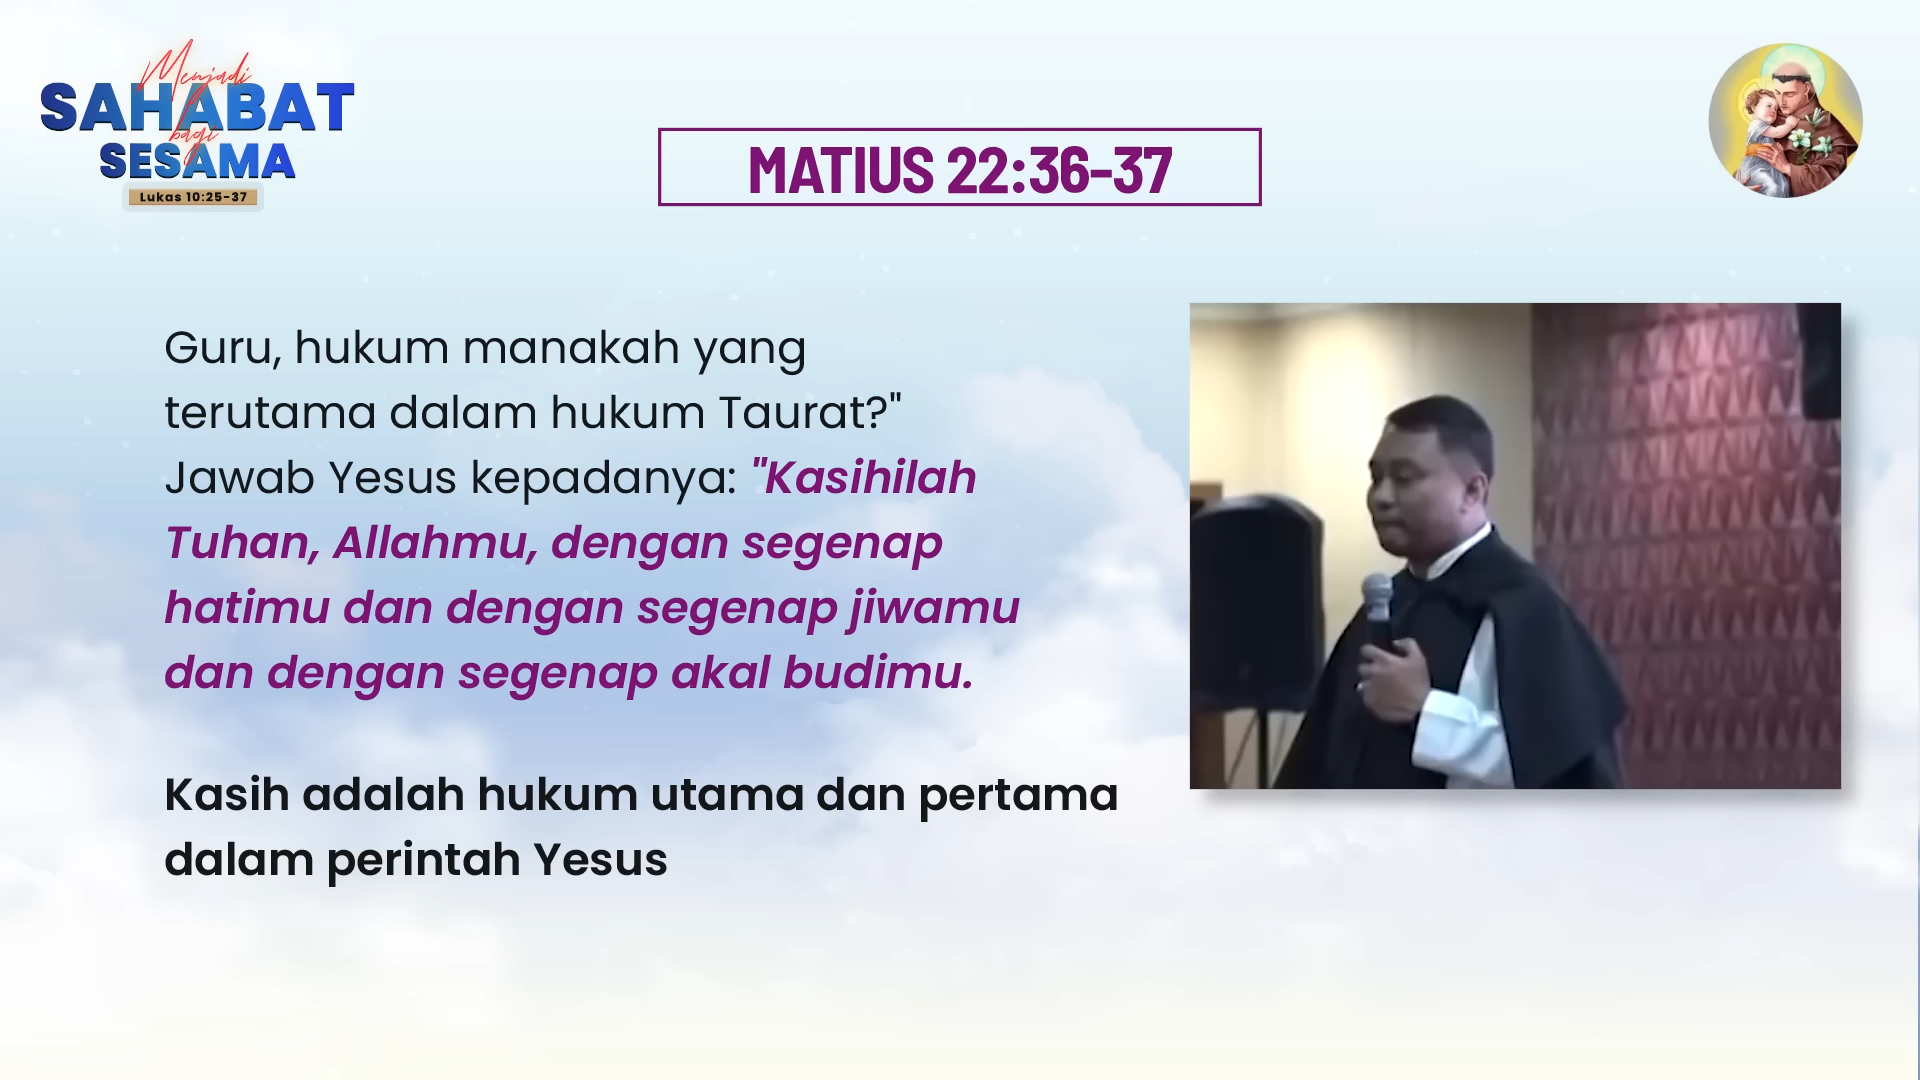 Menjadi
SAHABAT
bagi
SESAMA
Lukas 10:25-37
MATIUS 22:36-37
Guru, hukum manakah yang
terutama dalam hukum Taurat?"
Jawab Yesus kepadanya: "Kasihilah
Tuhan, Allahmu, dengan segenap
hatimu dan dengan segenap jiwamu
dan dengan segenap akal budimu.
Kasih adalah hukum utama dan pertama
dalam perintah Yesus